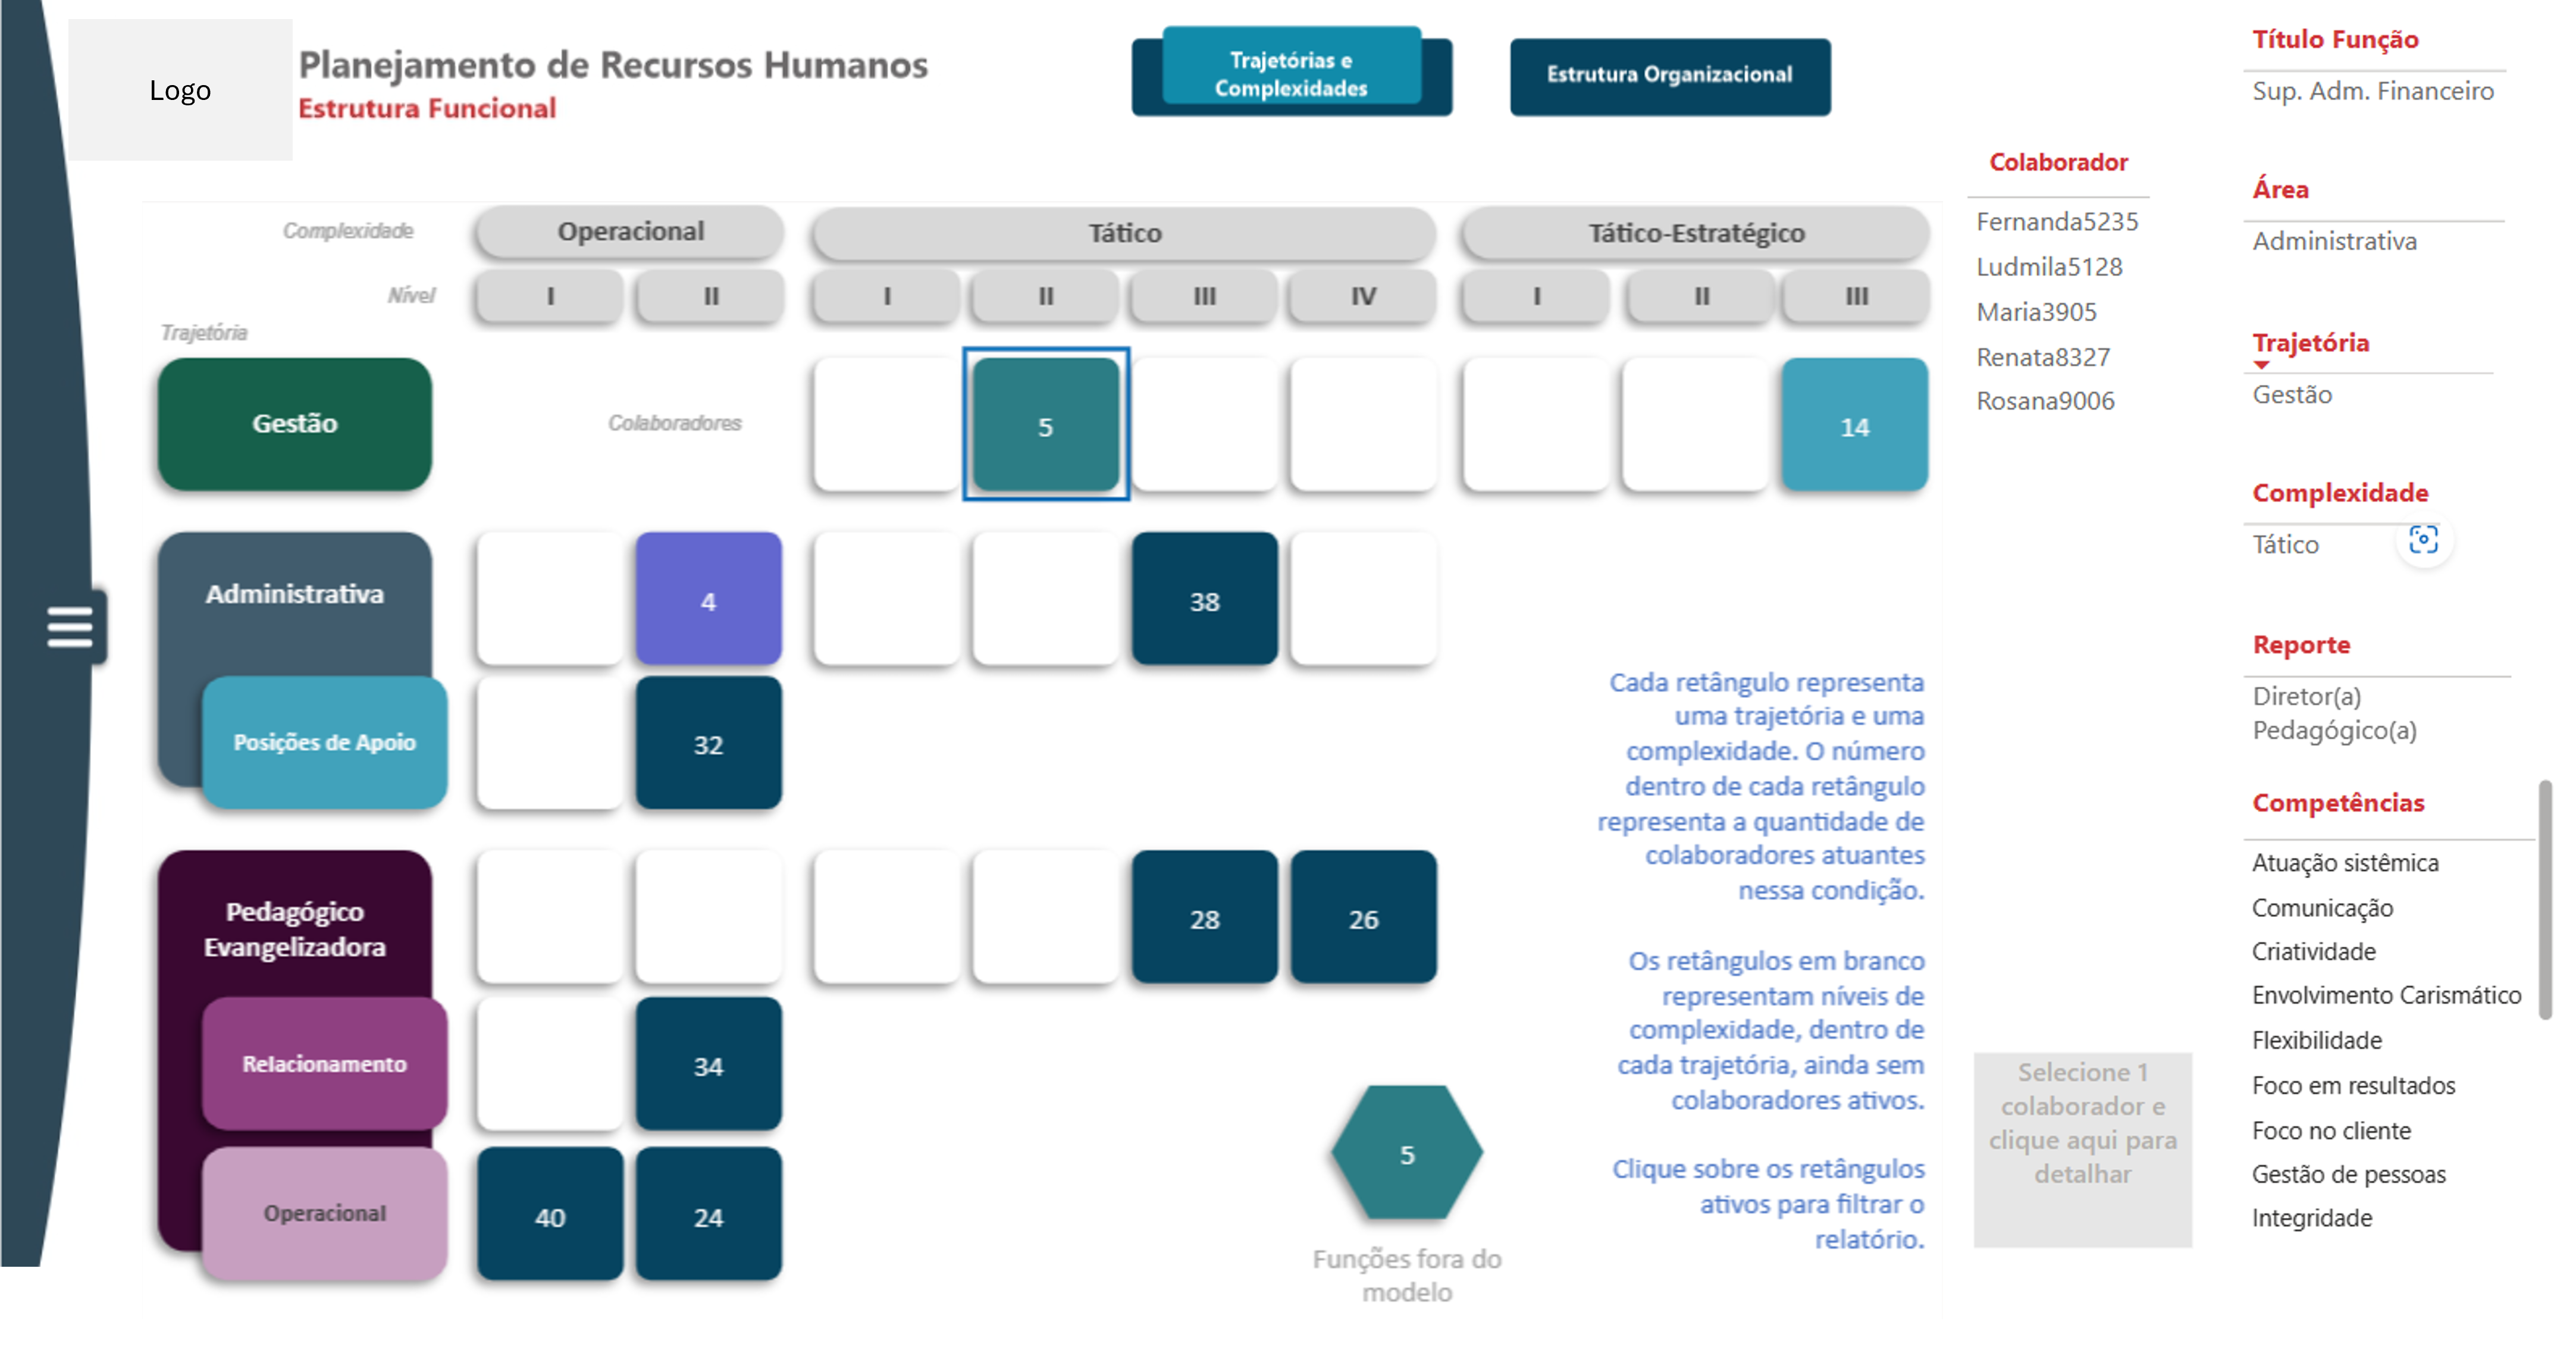 Logo
Planejamento de Recursos Humanos
Estrutura Funcional
Trajetórias e
Complexidades
Estrutura Organizacional
Complexidade
Operacional
Tático
Tático-Estratégico
Nível
I
II
I
II
III
IV
I
II
III
Trajetória
Gestão
Colaboradores
5
14
Administrativa
4
38
Posições de Apoio
32
Pedagógico
Evangelizadora
28
26
Relacionamento
34
Operacional
40
24
5
Funções fora do
modelo
Cada retângulo representa
uma trajetória e uma
complexidade. O número
dentro de cada retângulo
representa a quantidade de
colaboradores atuantes
nessa condição.
Os retângulos em branco
representam níveis de
complexidade, dentro de
cada trajetória, ainda sem
colaboradores ativos.
Clique sobre os retângulos
ativos para filtrar o
relatório.
Colaborador
Fernanda5235
Ludmila5128
Maria3905
Renata8327
Rosana9006
Selecione 1
colaborador e
clique aqui para
detalhar
Título Função
Sup. Adm. Financeiro
Área
Administrativa
Trajetória
Gestão
Complexidade
Tático
Reporte
Diretor(a)
Pedagógico(a)
Competências
Atuação sistêmica
Comunicação
Criatividade
Envolvimento Carismático
Flexibilidade
Foco em resultados
Foco no cliente
Gestão de pessoas
Integridade